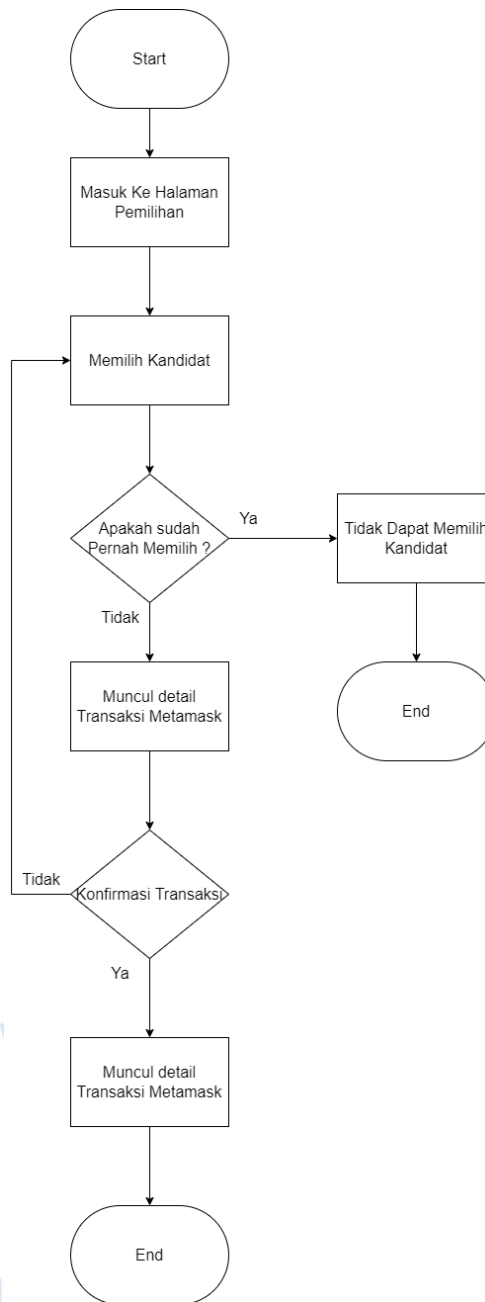 Start
Masuk Ke Halaman
Pemilihan
Memilih Kandidat
Apakah sudah
Pernah Memilih ?
Ya
Tidak Dapat Memilih
Kandidat
Tidak
End
Muncul detail
Transaksi Metamask
Tidak
Konfirmasi Transaksi
Ya
Muncul detail
Transaksi Metamask
End